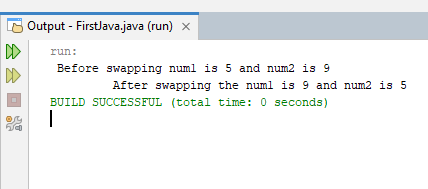 Output - FirstJava.java (run)
run:
Before swapping num1 is 5 and num2 is 9
After swapping the num1 is 9 and num2 is 5
BUILD SUCCESSFUL (total time: 0 seconds)